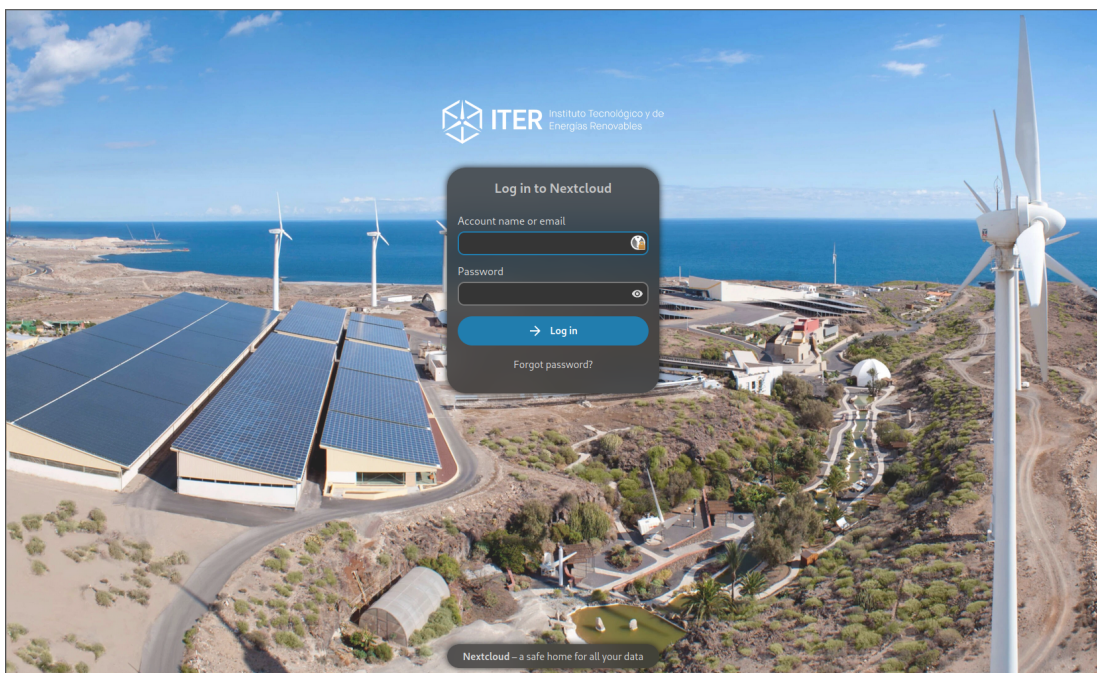 ITER Instituto Tecnológico y de
Energías Renovables
Log in to Nextcloud
Account name or email
Password
→ Log in
Forgot password?
Nextcloud – a safe home for all your data